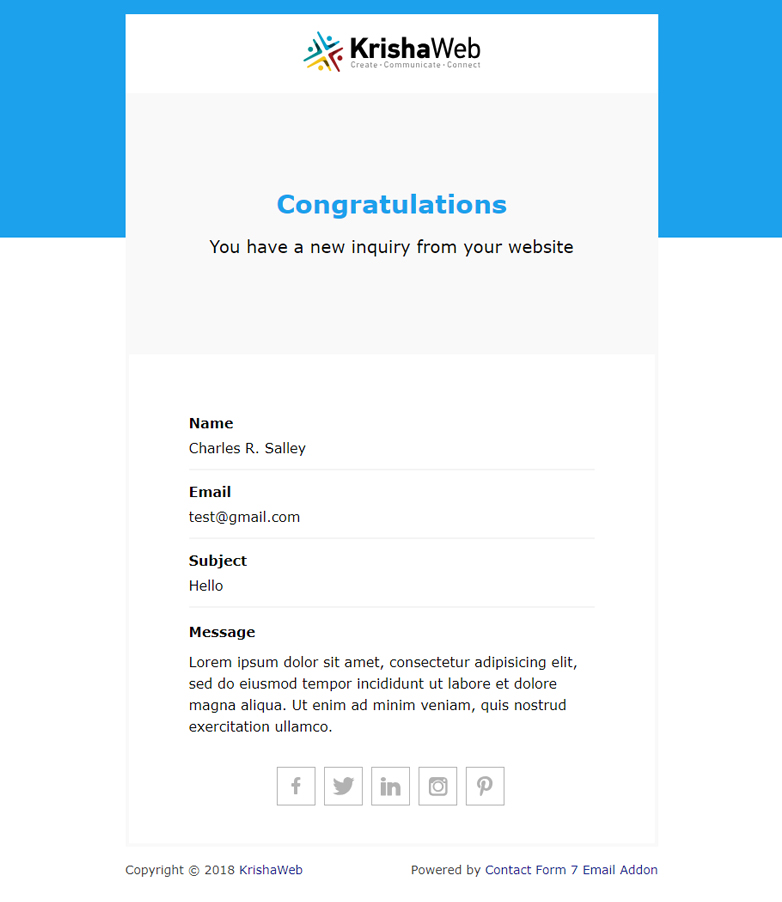 KrishaWeb
Create - Communicate - Connect
Congratulations
You have a new inquiry from your website
Name
Charles R. Salley
Email
test@gmail.com
Subject
Hello
Message
Lorem ipsum dolor sit amet, consectetur adipisicing elit,
sed do eiusmod tempor incididunt ut labore et dolore
magna aliqua. Ut enim ad minim veniam, quis nostrud
exercitation ullamco.
Copyright © 2018 KrishaWeb
Powered by Contact Form 7 Email Addon